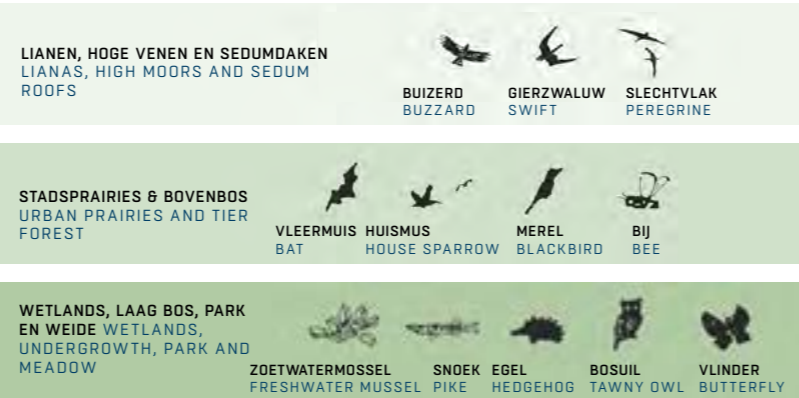 LIANEN, HOGE VENEN EN SEDUMDAKEN
LIANAS, HIGH MOORS AND SEDUM
ROOFS
BUIZERD GIERZWALUW SLECHTVLAK
BUZZARD SWIFT PEREGRINE
STADSPRAIRIES & BOVENBOS
URBAN PRAIRIES AND TIER
FOREST
VLEERMUIS HUISMUS MEREL BIJ
BAT HOUSE SPARROW BLACKBIRD BEE
WETLANDS, LAAG BOS, PARK
EN WEIDE WETLANDS,
UNDERGROWTH, PARK AND
MEADOW
ZOETWATERMOSSEL SNOEK EGEL BOSUIL VLINDER
FRESHWATER MUSSEL PIKE HEDGEHOG TAWNY OWL BUTTERFLY